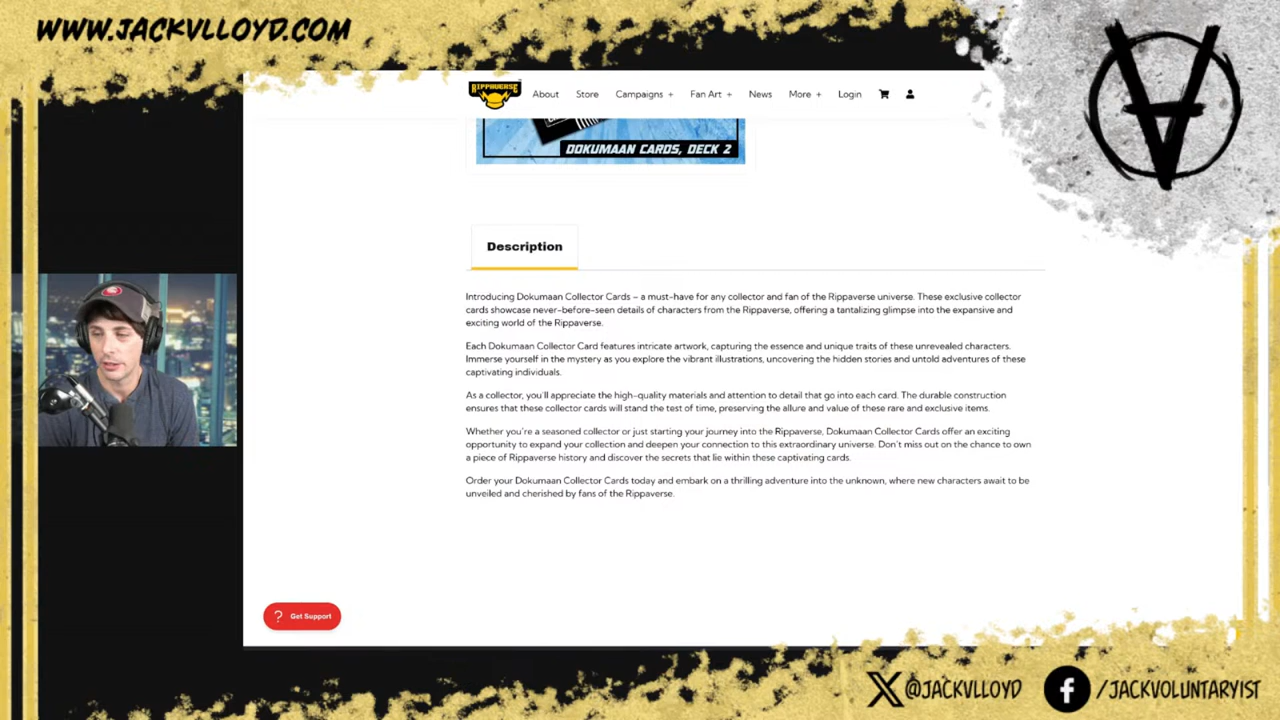 WWW.JACKVLLOYD.COM
RIPPAVERSE
About Store Campaigns + Fan Art + News More + Login
DOKUMAAN CARDS, DECK 2
Description
Introducing Dokumaan Collector Cards – a must-have for any collector and fan of the Rippaverse universe. These exclusive collector
cards showcase never-before-seen details of characters from the Rippaverse, offering a tantalizing glimpse into the expansive and
exciting world of the Rippaverse.
Each Dokumaan Collector Card features intricate artwork, capturing the essence and unique traits of these unrevealed characters.
Immerse yourself in the mystery as you explore the vibrant illustrations, uncovering the hidden stories and untold adventures of these
captivating individuals.
As a collector, you'll appreciate the high-quality materials and attention to detail that go into each card. The durable construction
ensures that these collector cards will stand the test of time, preserving the allure and value of these rare and exclusive items.
Whether you're a seasoned collector or just starting your journey into the Rippaverse, Dokumaan Collector Cards offer an exciting
opportunity to expand your collection and deepen your connection to this extraordinary universe. Don't miss out on the chance to own
a piece of Rippaverse history and discover the secrets that lie within these captivating cards.
Order your Dokumaan Collector Cards today and embark on a thrilling adventure into the unknown, where new characters await to be
unveiled and cherished by fans of the Rippaverse.
? Get Support
@JACKVLLOYD
/JACKVOLUNTARYIST